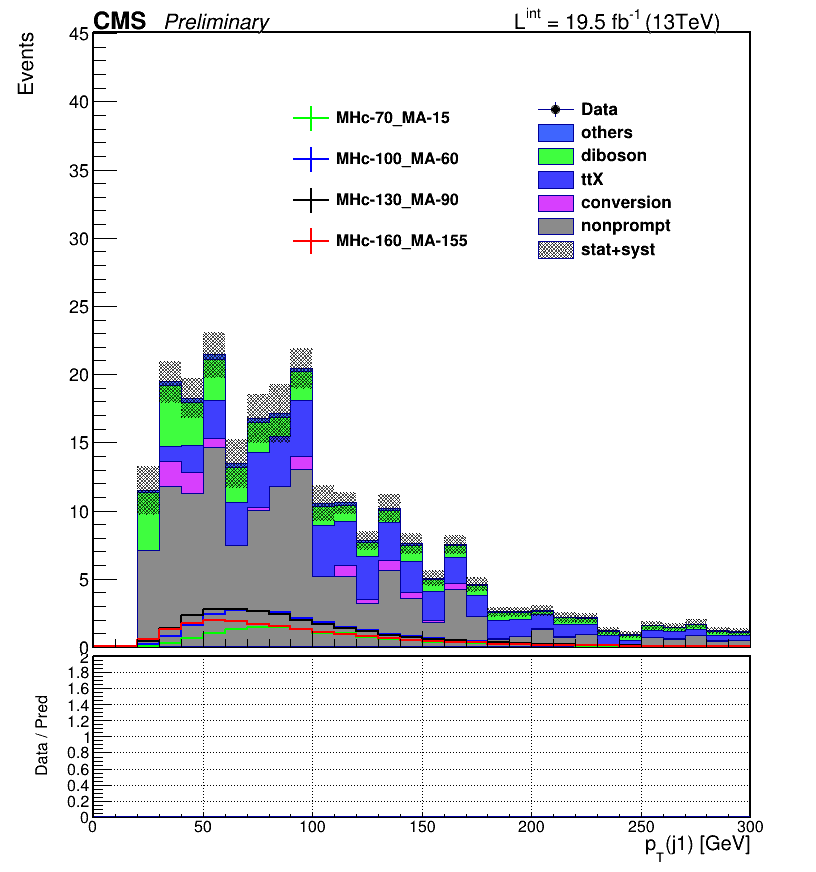 CMS Preliminary L^int = 19.5 fb^-1 (13TeV)
Events
45
40
35
30
25
20
15
10
5
0
MHc-70_MA-15
MHc-100_MA-60
MHc-130_MA-90
MHc-160_MA-155
Data
others
diboson
ttX
conversion
nonprompt
stat+syst
Data / Pred
2
1.8
1.6
1.4
1.2
1
0.8
0.6
0.4
0.2
0
0 50 100 150 200 250 300
p_T(j1) [GeV]